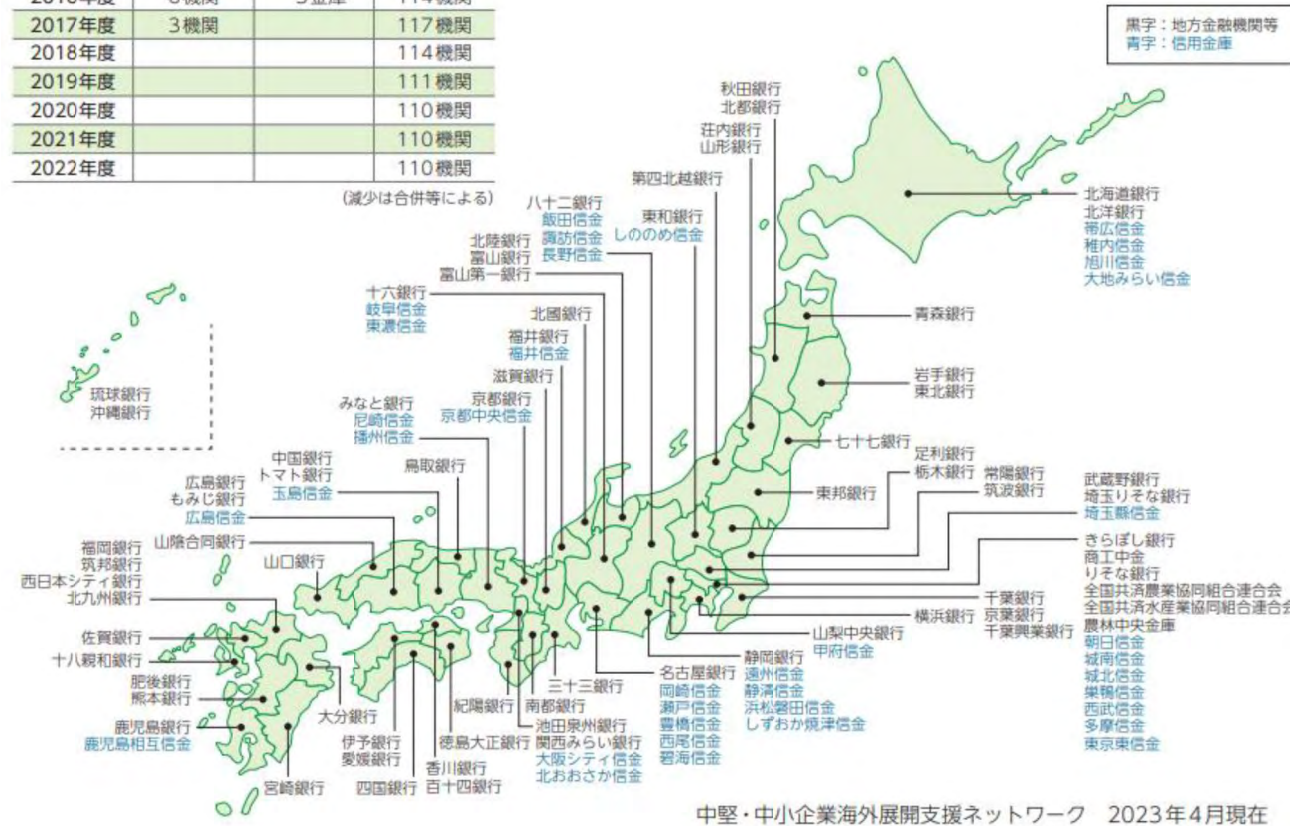 2017年度 3機関 117機関
2018年度 114機関
2019年度 111機関
2020年度 110機関
2021年度 110機関
2022年度 110機関
(減少は合併等による)
黒字：地方金融機関等
青字：信用金庫
秋田銀行
北都銀行
荘内銀行
山形銀行
第四北越銀行
東和銀行
しののめ信金
八十二銀行
飯田信金
諏訪信金
長野信金
北陸銀行
富山銀行
富山第一銀行
十六銀行
岐阜信金
東濃信金
北國銀行
福井銀行
福井信金
滋賀銀行
京都銀行
京都中央信金
みなと銀行
尼崎信金
播州信金
鳥取銀行
中国銀行
トマト銀行
玉島信金
広島銀行
もみじ銀行
広島信金
山陰合同銀行
山口銀行
福岡銀行
筑邦銀行
西日本シティ銀行
北九州銀行
佐賀銀行
十八親和銀行
肥後銀行
熊本銀行
鹿児島銀行
鹿児島相互信金
宮崎銀行
大分銀行
琉球銀行
沖縄銀行
北海道銀行
北洋銀行
帯広信金
稚内信金
旭川信金
大地みらい信金
青森銀行
岩手銀行
東北銀行
七十七銀行
東邦銀行
足利銀行
栃木銀行
常陽銀行
筑波銀行
武蔵野銀行
埼玉りそな銀行
埼玉縣信金
きらぼし銀行
商工中金
りそな銀行
全国共済農業協同組合連合会
全国共済水産業協同組合連合会
農林中央金庫
朝日信金
城南信金
城北信金
巣鴨信金
西武信金
多摩信金
東京東信金
千葉銀行
京葉銀行
千葉興業銀行
横浜銀行
山梨中央銀行
甲府信金
静岡銀行
遠州信金
静清信金
浜松磐田信金
しずおか焼津信金
名古屋銀行
岡崎信金
瀬戸信金
豊橋信金
西尾信金
碧海信金
三十三銀行
南都銀行
紀陽銀行
池田泉州銀行
関西みらい銀行
大阪シティ信金
北おおさか信金
徳島大正銀行
香川銀行
百十四銀行
四国銀行
伊予銀行
愛媛銀行
中堅・中小企業海外展開支援ネットワーク 2023年4月現在